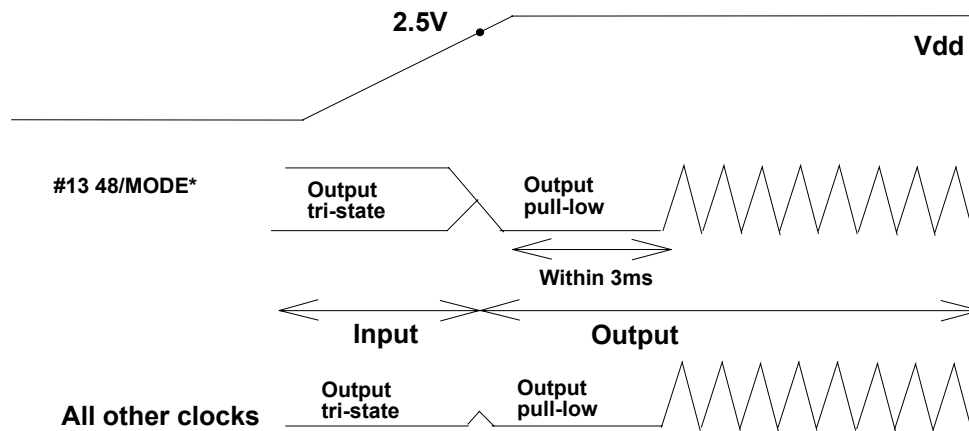 2.5V
Vdd
#13 48/MODE*
Output
tri-state
Output
pull-low
Within 3ms
Input
Output
All other clocks
Output
tri-state
Output
pull-low